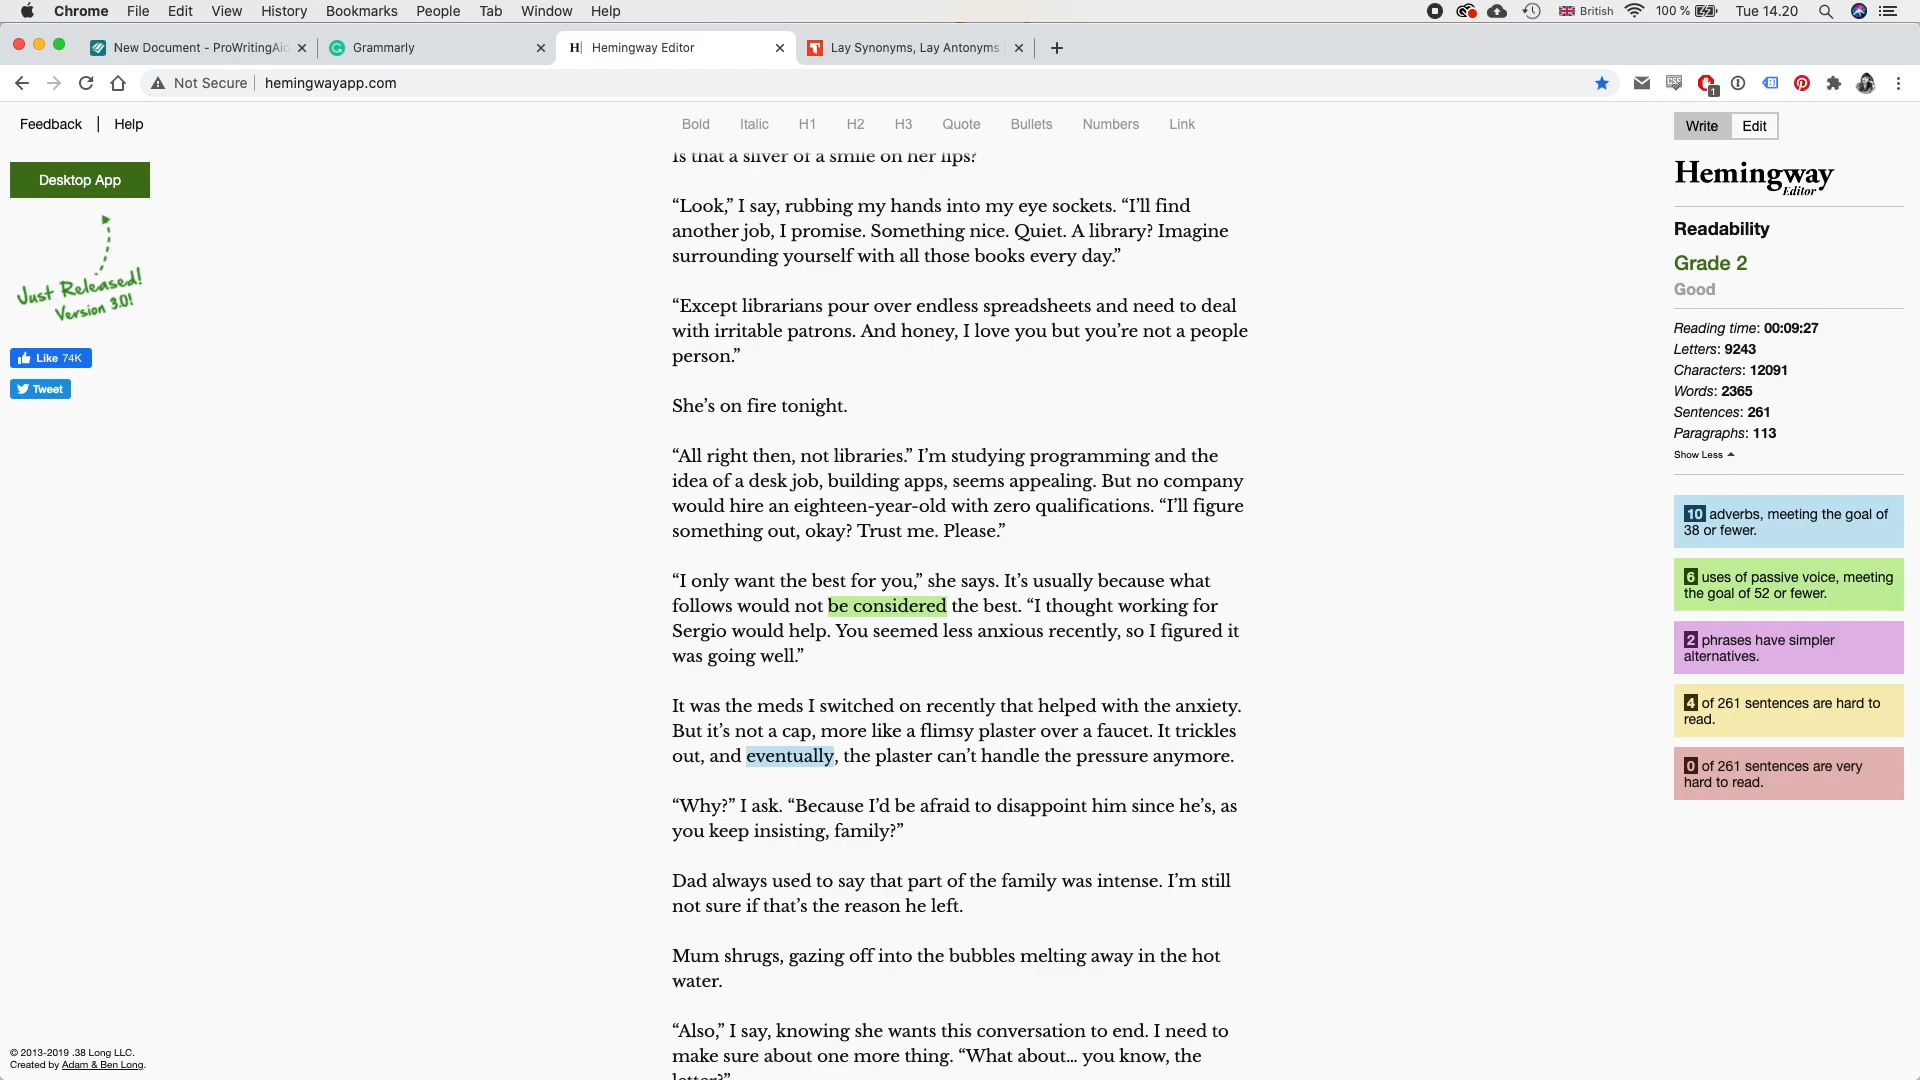 Chrome File Edit View History Bookmarks People Tab Window Help British 100 % Tue 14.20
New Document - ProWritingAid Grammarly Hemingway Editor Lay Synonyms, Lay Antonyms
Not Secure hemingwayapp.com
Feedback | Help
Bold Italic H1 H2 H3 Quote Bullets Numbers Link
Write Edit
Desktop App
Just Released!
Version 3.0!
Like 74K
Tweet
Is that a sliver of a smile on her lips?
“Look,” I say, rubbing my hands into my eye sockets. “I’ll find
another job, I promise. Something nice. Quiet. A library? Imagine
surrounding yourself with all those books every day.”
“Except librarians pour over endless spreadsheets and need to deal
with irritable patrons. And honey, I love you but you’re not a people
person.”
She’s on fire tonight.
“All right then, not libraries.” I’m studying programming and the
idea of a desk job, building apps, seems appealing. But no company
would hire an eighteen-year-old with zero qualifications. “I’ll figure
something out, okay? Trust me. Please.”
“I only want the best for you,” she says. It’s usually because what
follows would not be considered the best. “I thought working for
Sergio would help. You seemed less anxious recently, so I figured it
was going well.”
It was the meds I switched on recently that helped with the anxiety.
But it’s not a cap, more like a flimsy plaster over a faucet. It trickles
out, and eventually, the plaster can’t handle the pressure anymore.
“Why?” I ask. “Because I’d be afraid to disappoint him since he’s, as
you keep insisting, family?”
Dad always used to say that part of the family was intense. I’m still
not sure if that’s the reason he left.
Mum shrugs, gazing off into the bubbles melting away in the hot
water.
“Also,” I say, knowing she wants this conversation to end. I need to
make sure about one more thing. “What about… you know, the
letter?”
Hemingway
Editor
Readability
Grade 2
Good
Reading time: 00:09:27
Letters: 9243
Characters: 12091
Words: 2365
Sentences: 261
Paragraphs: 113
Show Less
10 adverbs, meeting the goal of
38 or fewer.
6 uses of passive voice, meeting
the goal of 52 or fewer.
2 phrases have simpler
alternatives.
4 of 261 sentences are hard to
read.
0 of 261 sentences are very
hard to read.
© 2013-2019 .38 Long LLC.
Created by Adam & Ben Long.